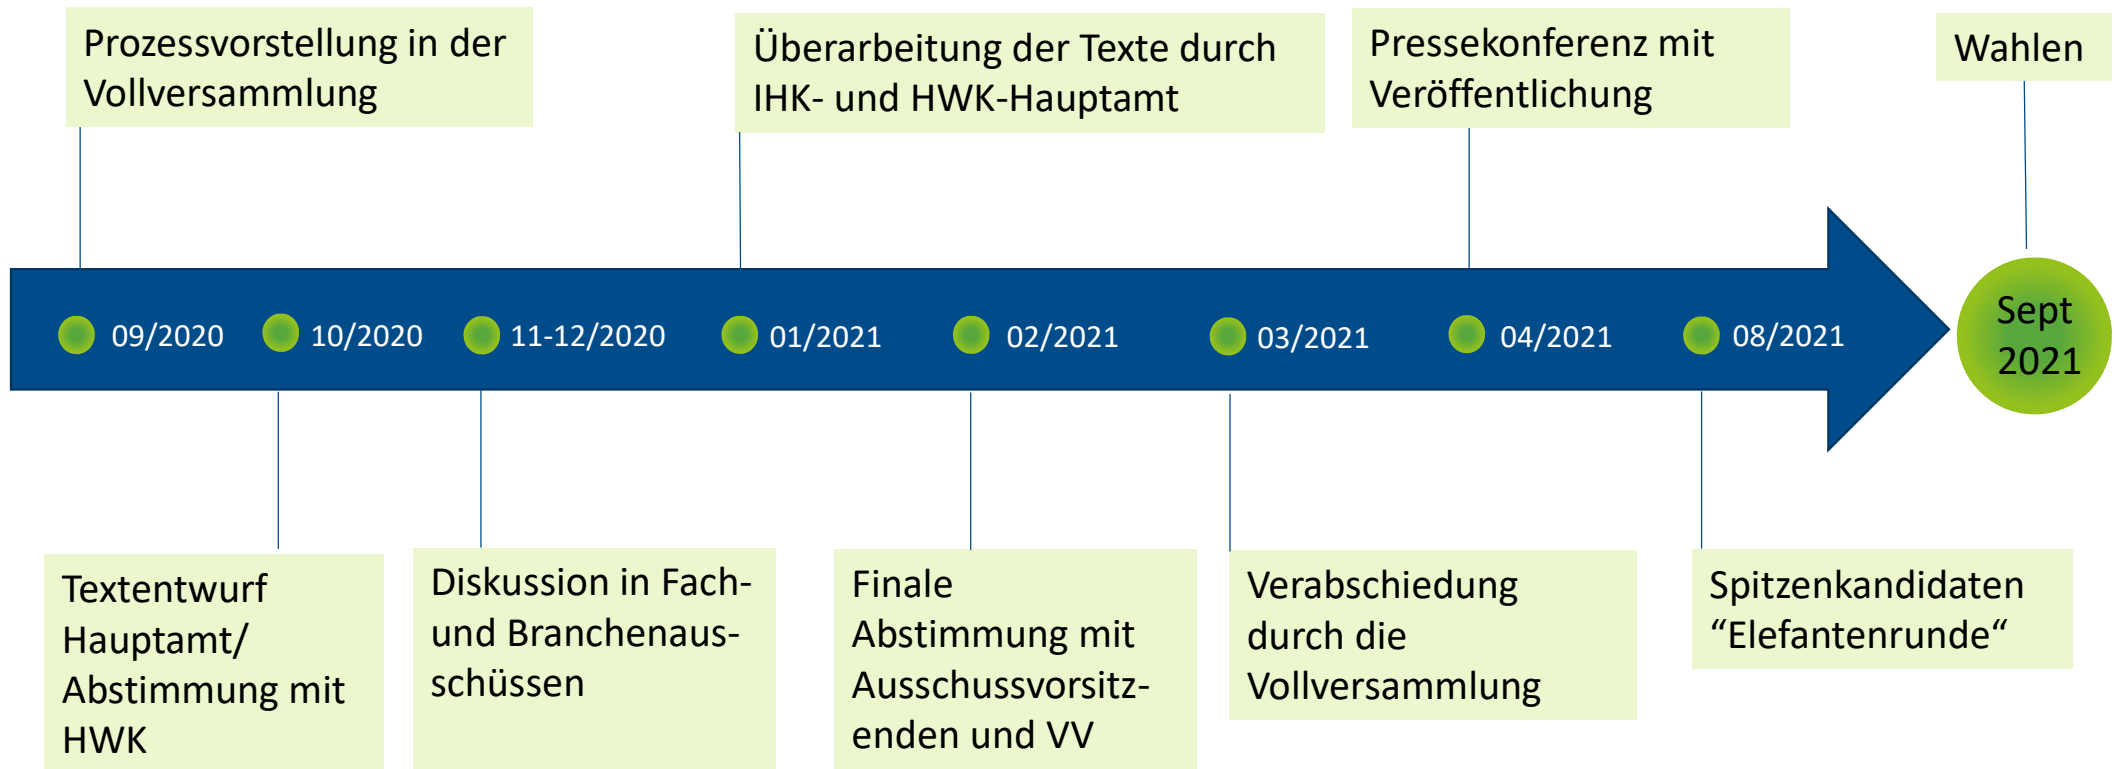 Prozessvorstellung in der
Vollversammlung
Überarbeitung der Texte durch
IHK- und HWK-Hauptamt
Pressekonferenz mit
Veröffentlichung
Wahlen
09/2020
10/2020
11-12/2020
01/2021
02/2021
03/2021
04/2021
08/2021
Sept
2021
Textentwurf
Hauptamt/
Abstimmung mit
HWK
Diskussion in Fach-
und Branchenaus-
schüssen
Finale
Abstimmung mit
Ausschussvorsitz-
enden und VV
Verabschiedung
durch die
Vollversammlung
Spitzenkandidaten
“Elefantenrunde“